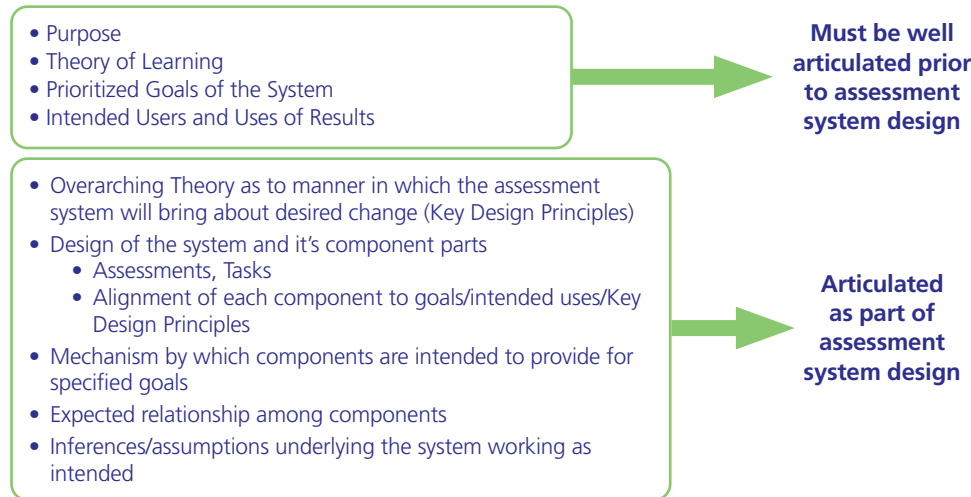 • Purpose
• Theory of Learning
• Prioritized Goals of the System
• Intended Users and Uses of Results
Must be well
articulated prior
to assessment
system design
• Overarching Theory as to manner in which the assessment
system will bring about desired change (Key Design Principles)
• Design of the system and it's component parts
• Assessments, Tasks
• Alignment of each component to goals/intended uses/Key
Design Principles
• Mechanism by which components are intended to provide for
specified goals
• Expected relationship among components
• Inferences/assumptions underlying the system working as
intended
Articulated
as part of
assessment
system design